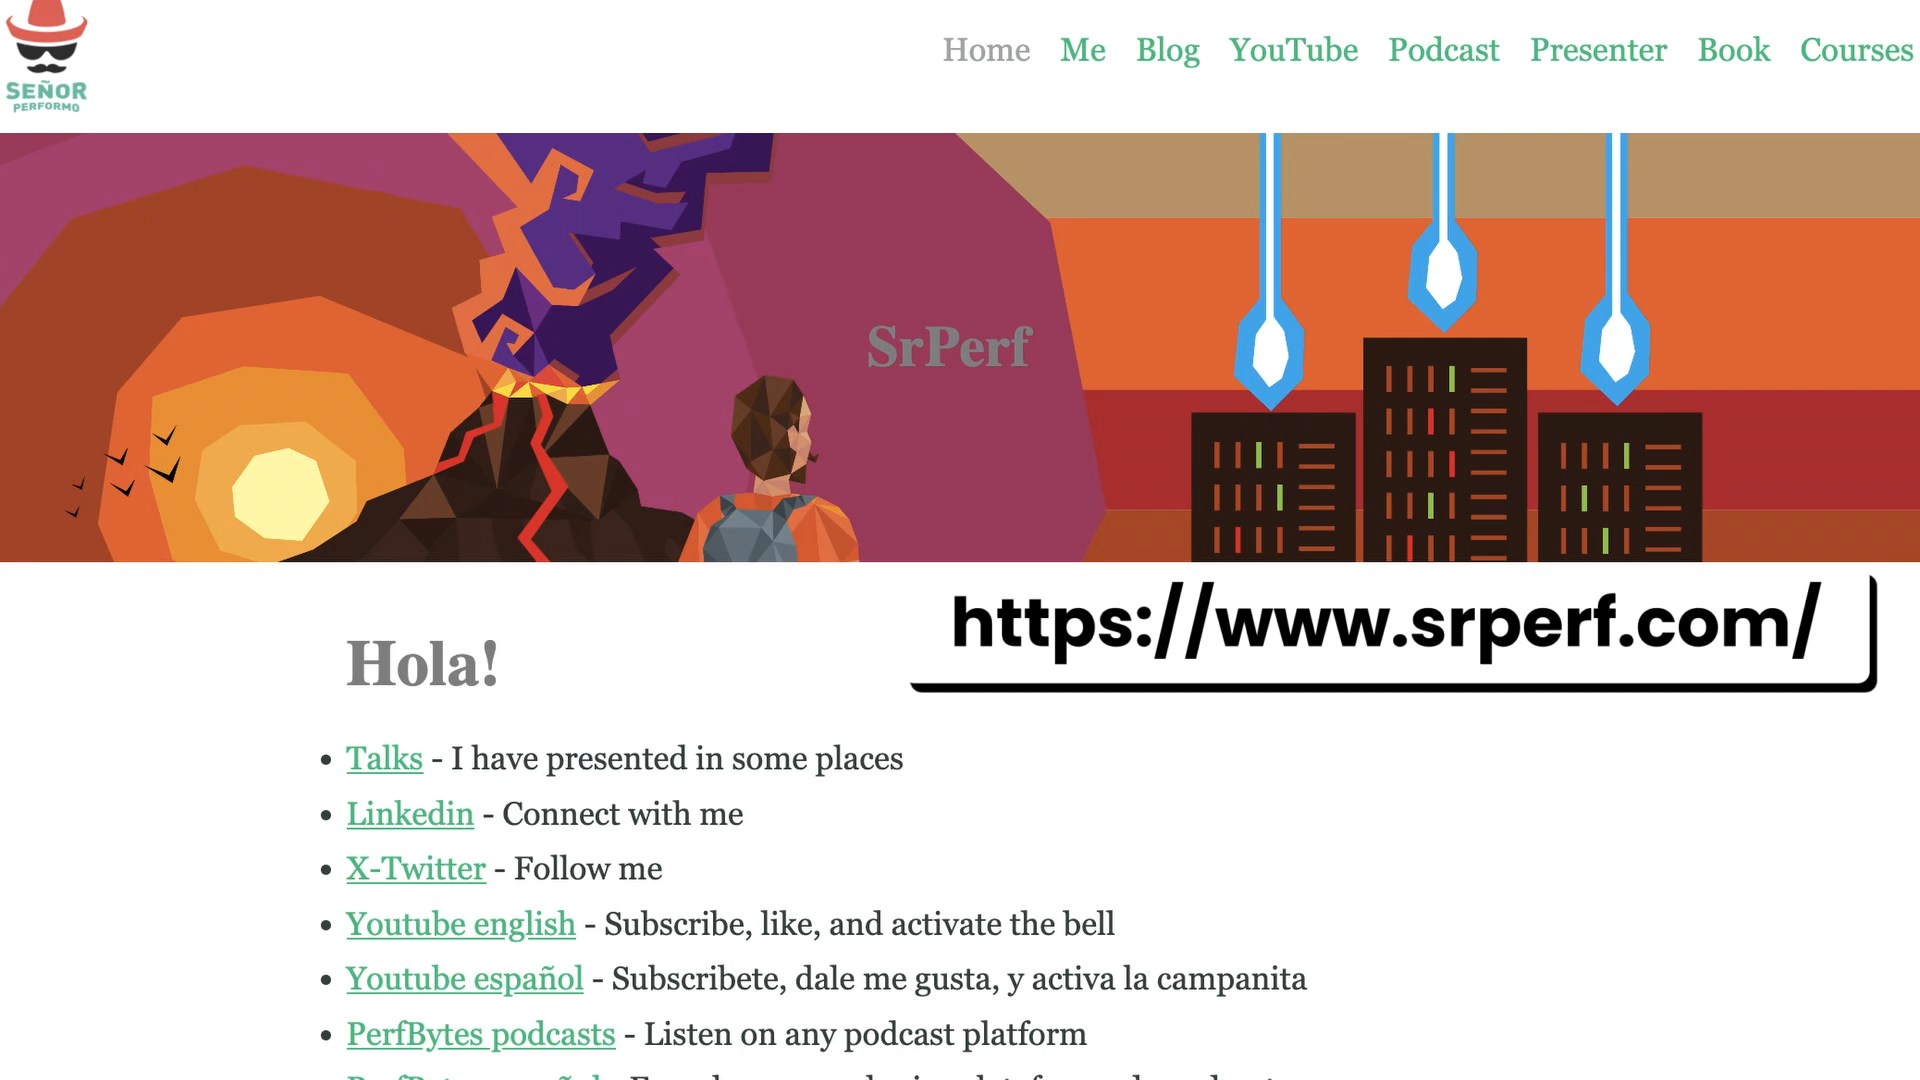 SEÑOR
PERFORMO
Home Me Blog YouTube Podcast Presenter Book Courses
SrPerf
https://www.srperf.com/
Hola!
Talks - I have presented in some places
Linkedin - Connect with me
X-Twitter - Follow me
Youtube english - Subscribe, like, and activate the bell
Youtube español - Subscribete, dale me gusta, y activa la campanita
PerfBytes podcasts - Listen on any podcast platform